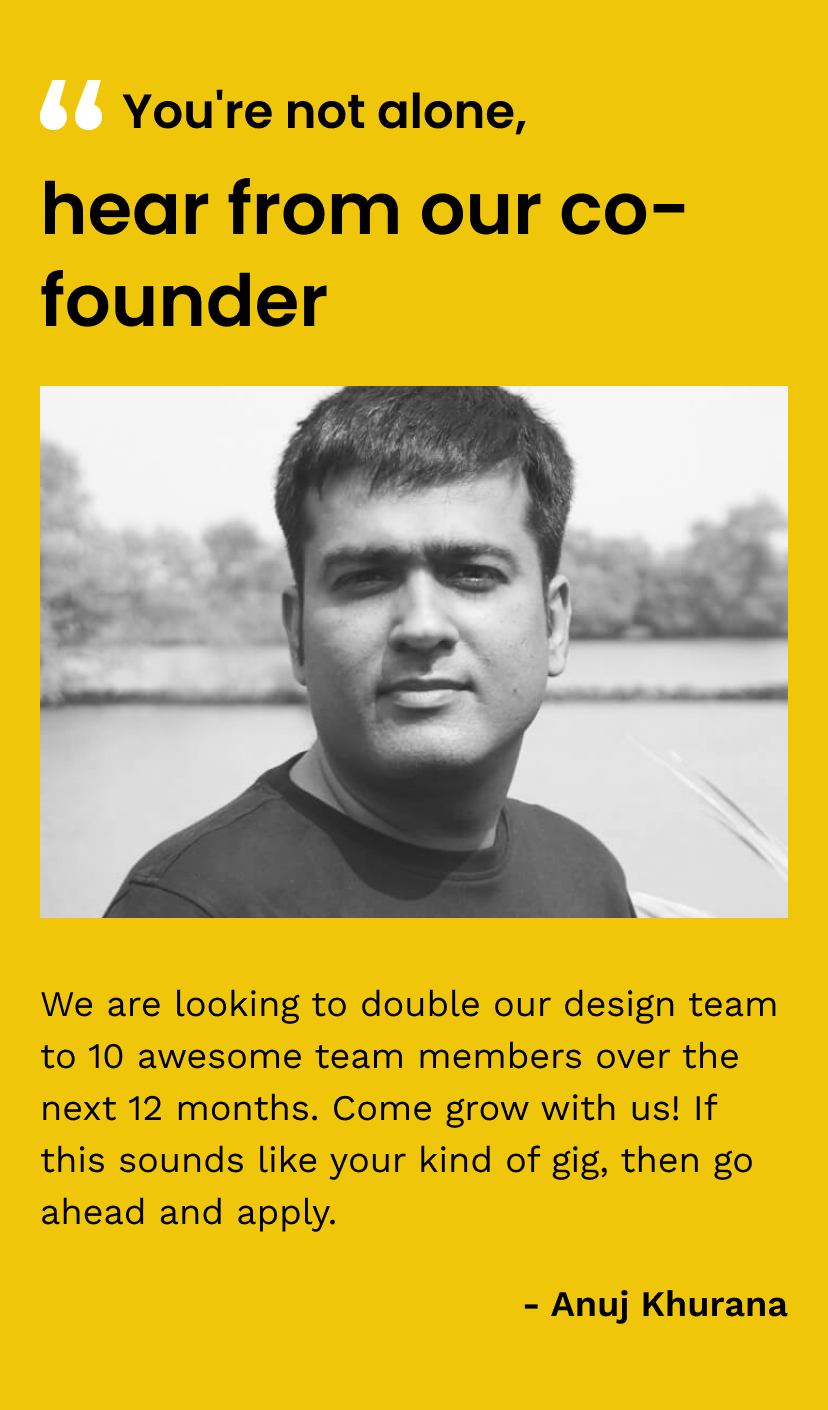 “ You're not alone,
hear from our co-
founder
We are looking to double our design team
to 10 awesome team members over the
next 12 months. Come grow with us! If
this sounds like your kind of gig, then go
ahead and apply.
- Anuj Khurana